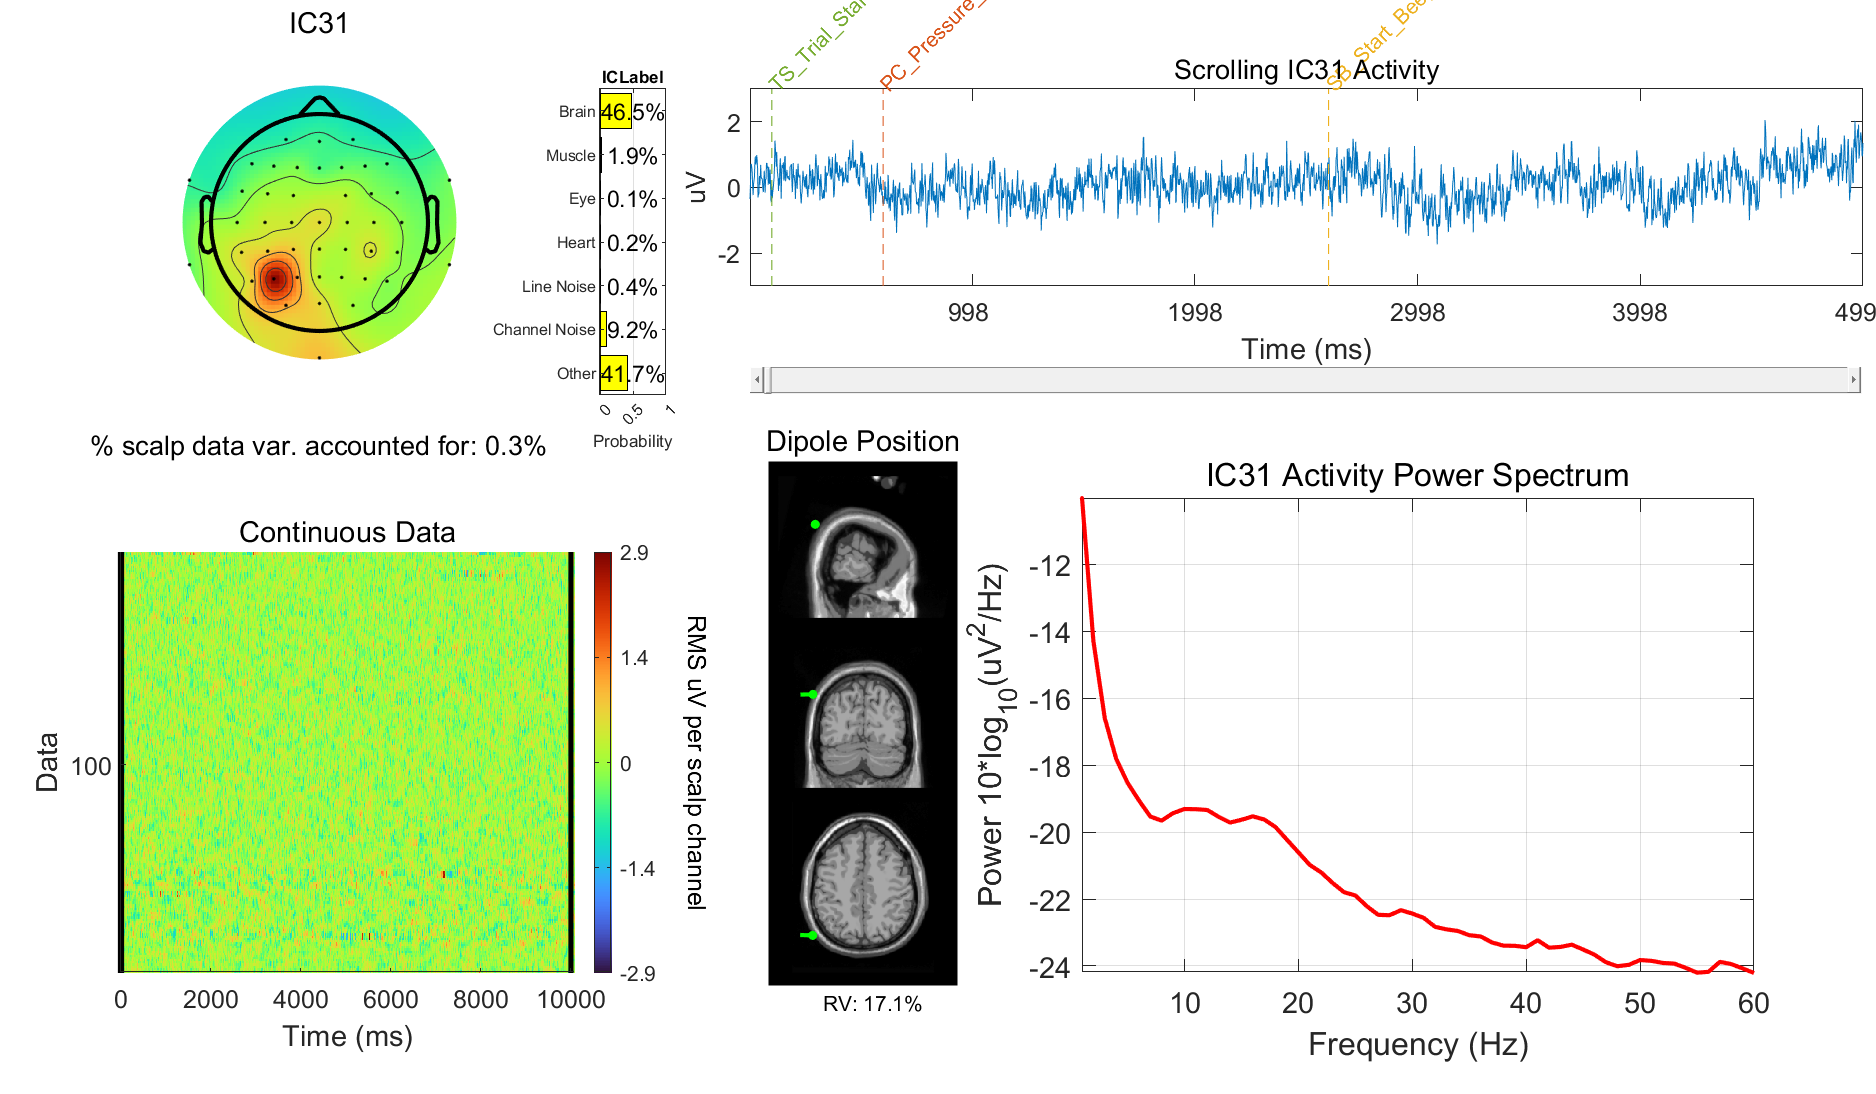 IC31
ICLabel
Brain
46.5%
Muscle
1.9%
Eye
0.1%
Heart
0.2%
Line Noise
0.4%
Channel Noise
9.2%
Other
41.7%
0
0.5
1
Probability
% scalp data var. accounted for: 0.3%
TS_Trial_Star
PC_Pressure_
SB_Start_Bee
Scrolling IC31 Activity
uV
2
0
-2
998
1998
2998
3998
499
Time (ms)
Continuous Data
Data
100
0
2000
4000
6000
8000
10000
Time (ms)
2.9
1.4
0
-1.4
-2.9
RMS uV per scalp channel
Dipole Position
RV: 17.1%
IC31 Activity Power Spectrum
Power 10*log10(uV2/Hz)
-12
-14
-16
-18
-20
-22
-24
10
20
30
40
50
60
Frequency (Hz)